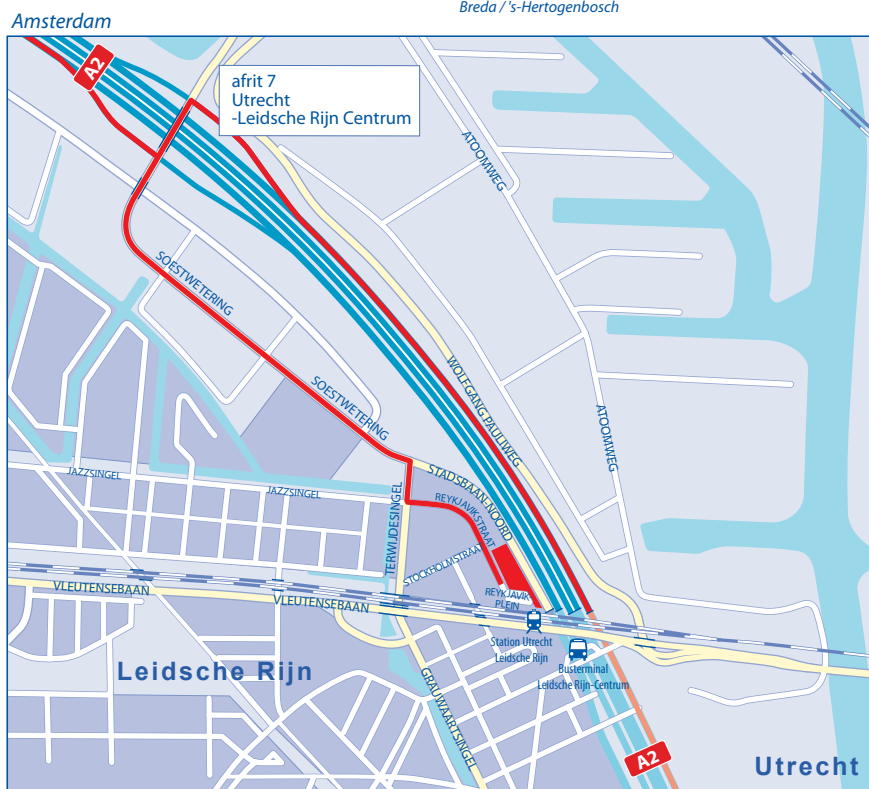 Breda / 's-Hertogenbosch
Amsterdam
A2
afrit 7
Utrecht
-Leidsche Rijn Centrum
ATOOMWEG
SOESTWETERING
SOESTWETERING
WOLFGANG PAULIWEG
ATOOMWEG
STADSBAAN-NOORD
JAZZSINGEL
JAZZSINGEL
TERWIJDESINGEL
REYKJAVIKSTRAAT
STOCKHOLMSTRAAT
REYKJAVIK
PLEIN
VLEUTENSEBAAN
VLEUTENSEBAAN
Station Utrecht
Leidsche Rijn
Busterminal
Leidsche Rijn-Centrum
Leidsche Rijn
GRAUWAARTSINGEL
A2
Utrecht